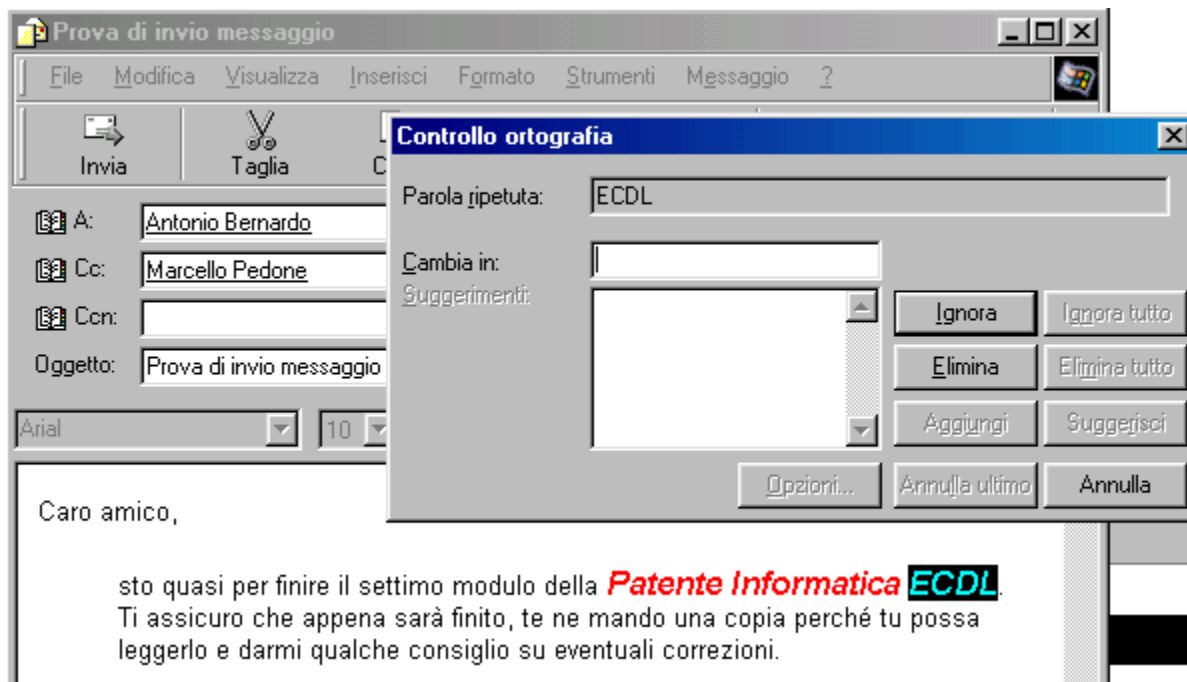 Prova di invio messaggio
File Modifica Visualizza Inserisci Formato Strumenti Messaggio ?
Invia Taglia C
Controllo ortografia
Parola ripetuta: ECDL
A: Antonio Bernardo
Cambia in:
Cc: Marcello Pedone
Suggerimenti:
Ccn:
Ignora Ignora tutto
Oggetto: Prova di invio messaggio
Elimina Elimina tutto
Arial 10
Aggiungi Suggerisci
Opzioni... Annulla ultimo Annulla
Caro amico,
sto quasi per finire il settimo modulo della Patente Informatica ECDL.
Ti assicuro che appena sarà finito, te ne mando una copia perché tu possa
leggerlo e darmi qualche consiglio su eventuali correzioni.